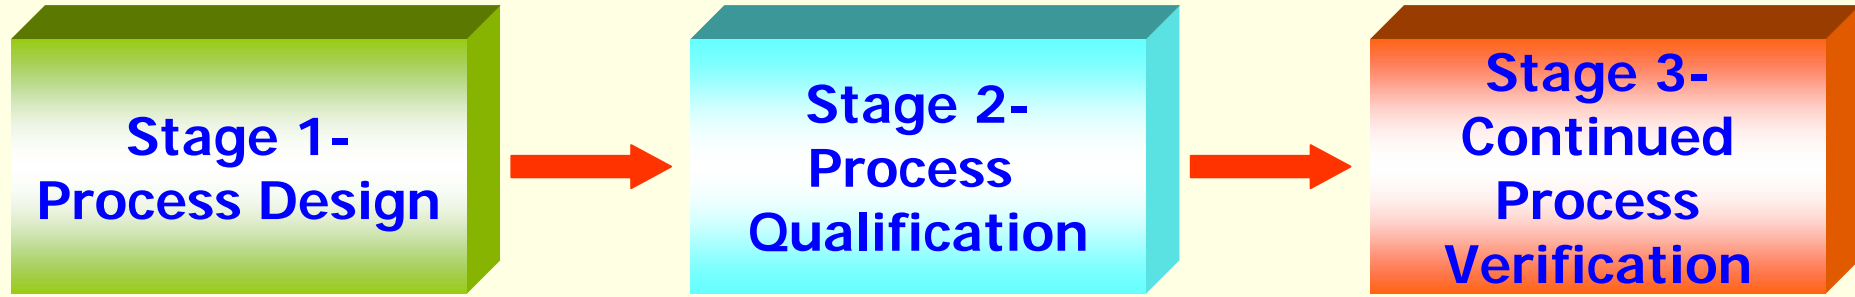 Stage 1-
Process Design
Stage 2-
Process
Qualification
Stage 3-
Continued
Process
Verification